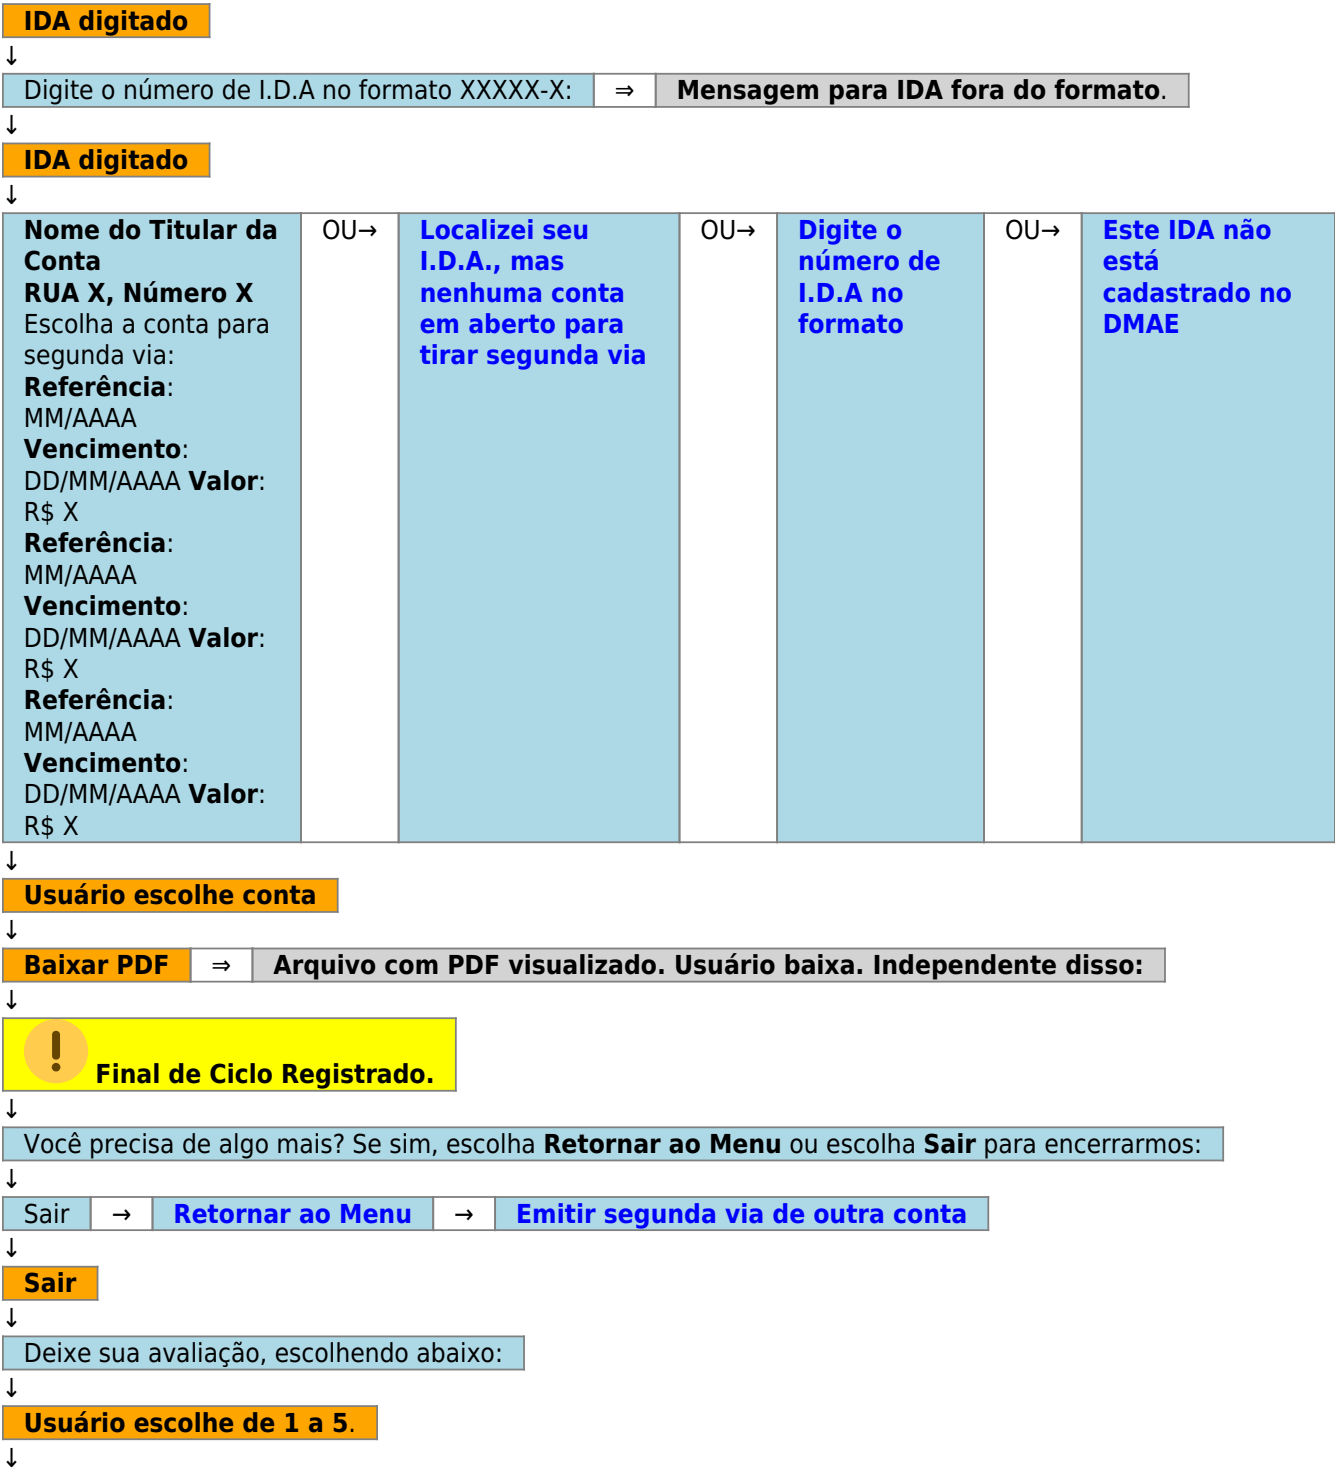 IDA digitado
↓
Digite o número de I.D.A no formato XXXXX-X: ⇒ Mensagem para IDA fora do formato.
↓
IDA digitado
↓
Nome do Titular da
Conta
RUA X, Número X
Escolha a conta para
segunda via:
Referência:
MM/AAAA
Vencimento:
DD/MM/AAAA Valor:
R$ X
Referência:
MM/AAAA
Vencimento:
DD/MM/AAAA Valor:
R$ X
Referência:
MM/AAAA
Vencimento:
DD/MM/AAAA Valor:
R$ X
OU→
Localizei seu
I.D.A., mas
nenhuma conta
em aberto para
tirar segunda via
OU→
Digite o
número de
I.D.A no
formato
OU→
Este IDA não
está
cadastrado no
DMAE
↓
Usuário escolhe conta
↓
Baixar PDF ⇒ Arquivo com PDF visualizado. Usuário baixa. Independente disso:
↓
! Final de Ciclo Registrado.
↓
Você precisa de algo mais? Se sim, escolha Retornar ao Menu ou escolha Sair para encerrarmos:
↓
Sair → Retornar ao Menu → Emitir segunda via de outra conta
↓
Sair
↓
Deixe sua avaliação, escolhendo abaixo:
↓
Usuário escolhe de 1 a 5.
↓